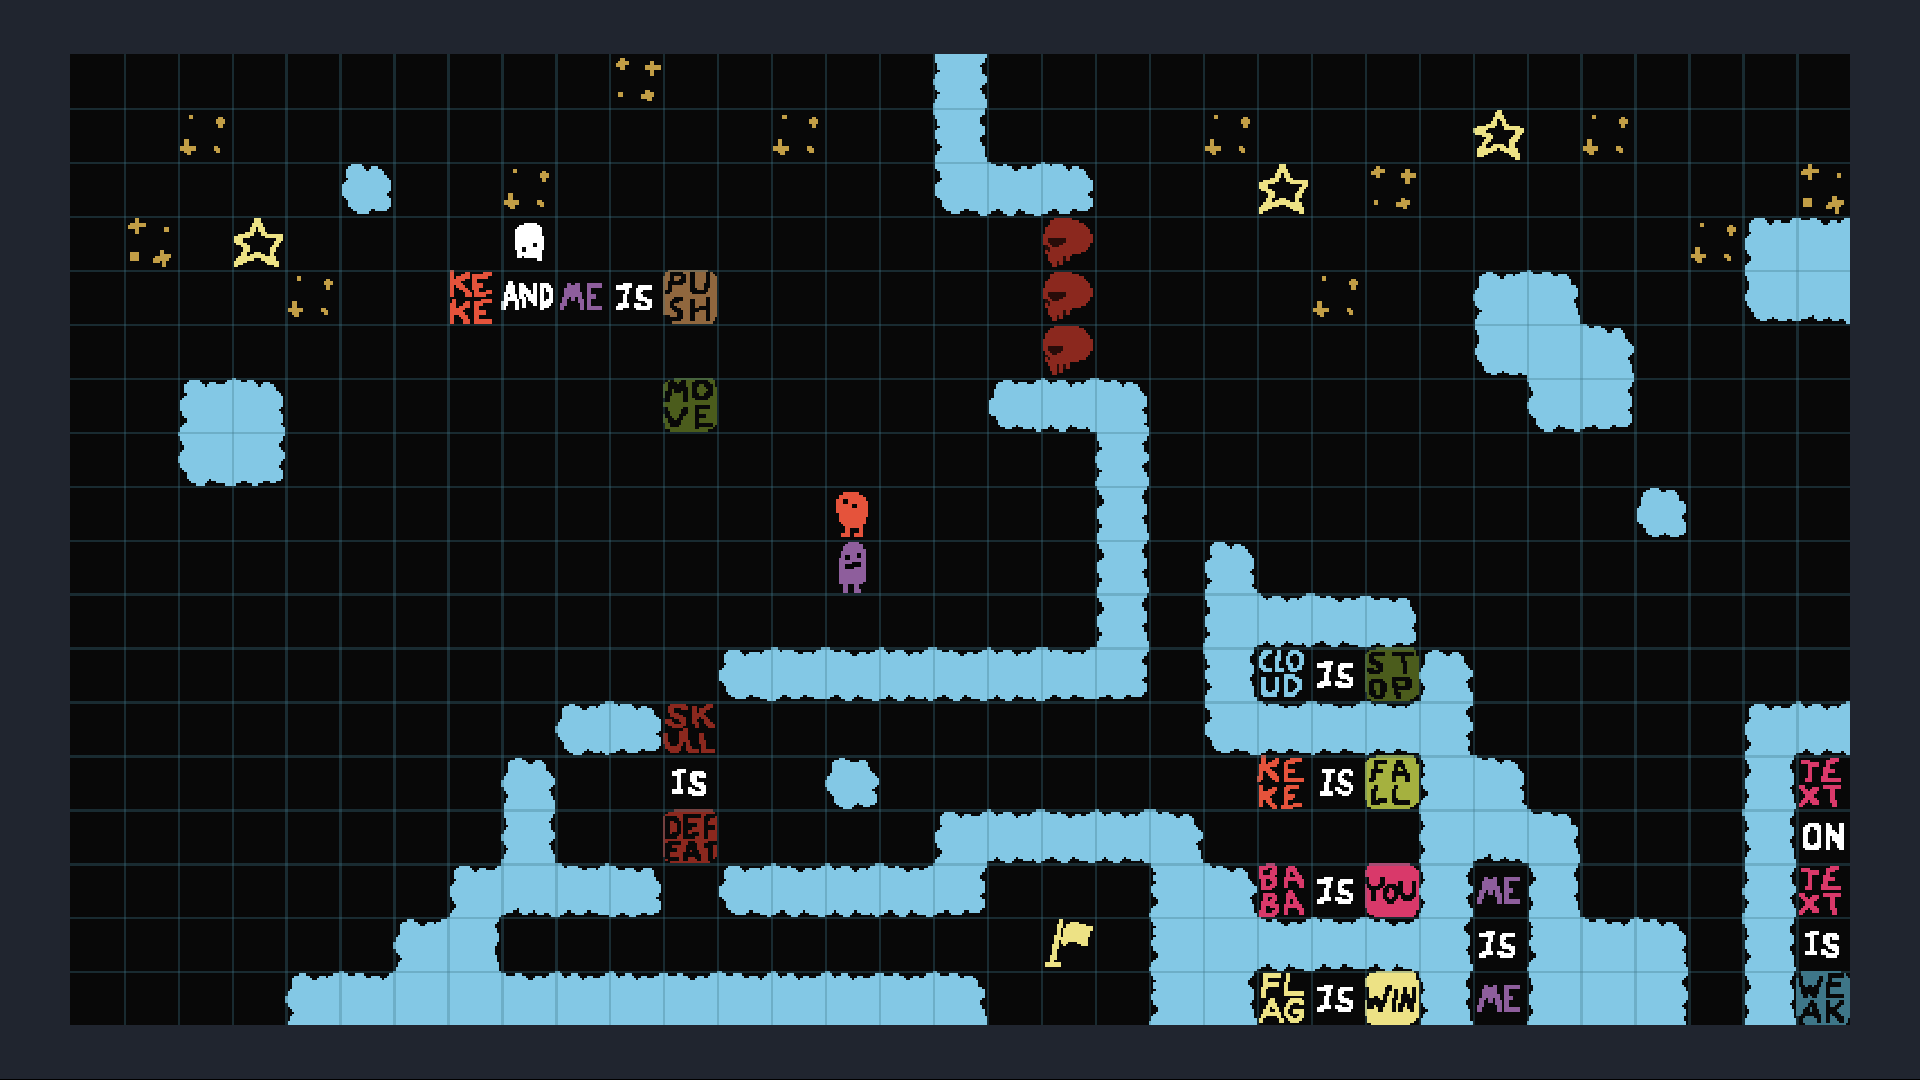 KEKE AND ME IS PUSH
MOVE
CLOUD IS STOP
SKULL
IS
DEFEAT
KEKE IS FALL
TEXT
ON
TEXT
IS
WEAK
BABA IS YOU
ME
IS
ME
FLAG IS WIN